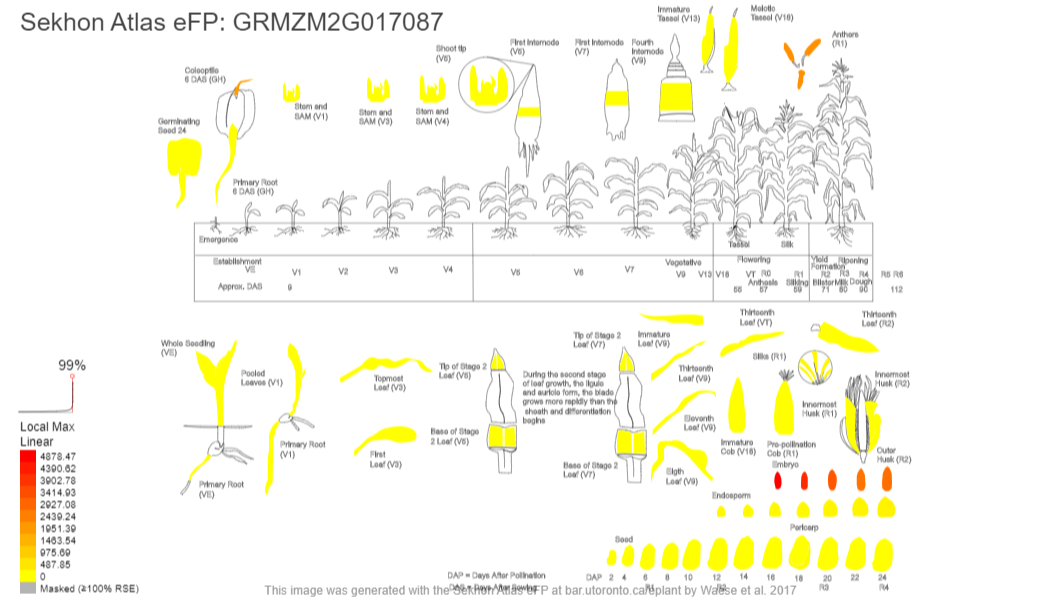 Sekhon Atlas eFP: GRMZM2G017087
Immature
Tassel (V13)
Meiotic
Tassel (V18)
Anthers
(R1)
Shoot tip
(V5)
First Internode
(V5)
First Internode
(V7)
Fourth
Internode
(V9)
Coleoptile
6 DAS (GH)
Stem and
SAM (V1)
Stem and
SAM (V3)
Stem and
SAM (V4)
Germinating
Seed 24
Primary Root
6 DAS (GH)
Emergence
Tassel
Silk
Establishment
VE
V1
V2
V3
V4
V5
V6
V7
Vegetative
V9
V13
V18
Flowering
VT
R0
Anthesis
R1
Silking
Yield
Formation
Ripening
R2
R3
R4
Blister
Milk
Dough
R5
R6
Approx. DAS
71
90
112
Whole Seedling
(VE)
Pooled
Leaves (V1)
Topmost
Leaf (V3)
Tip of Stage 2
Leaf (V5)
During the second stage
of leaf growth, the ligule
and auricle form, the blade
grows more rapidly than the
sheath and differentiation
begins
Tip of Stage 2
Leaf (V7)
Immature
Leaf (V9)
Thirteenth
Leaf (VT)
Thirteenth
Leaf (R2)
Silks (R1)
Thirteenth
Leaf (V9)
Innermost
Husk (R2)
Innermost
Husk (R1)
Eleventh
Leaf (V9)
Primary Root
(V1)
First
Leaf (V3)
Base of Stage
2 Leaf (V5)
Immature
Cob (V18)
Pre-pollination
Cob (R1)
Outer
Husk (R2)
Base of Stage 2
Leaf (V7)
Eigth
Leaf (V9)
Embryo
Primary Root
(VE)
Endosperm
Pericarp
Seed
DAP = Days After Pollination
DAP 2 4 6 8 10 12 14 16 18 20 22 24
R3
R4
99%
Local Max
Linear
4878.47
4390.62
3902.78
3414.93
2927.08
2439.24
1951.39
1463.54
975.69
487.85
0
Masked (≥100% RSE)
This image was generated with the Sekhon Atlas eFP at bar.utoronto.ca/eplant by Waese et al. 2017